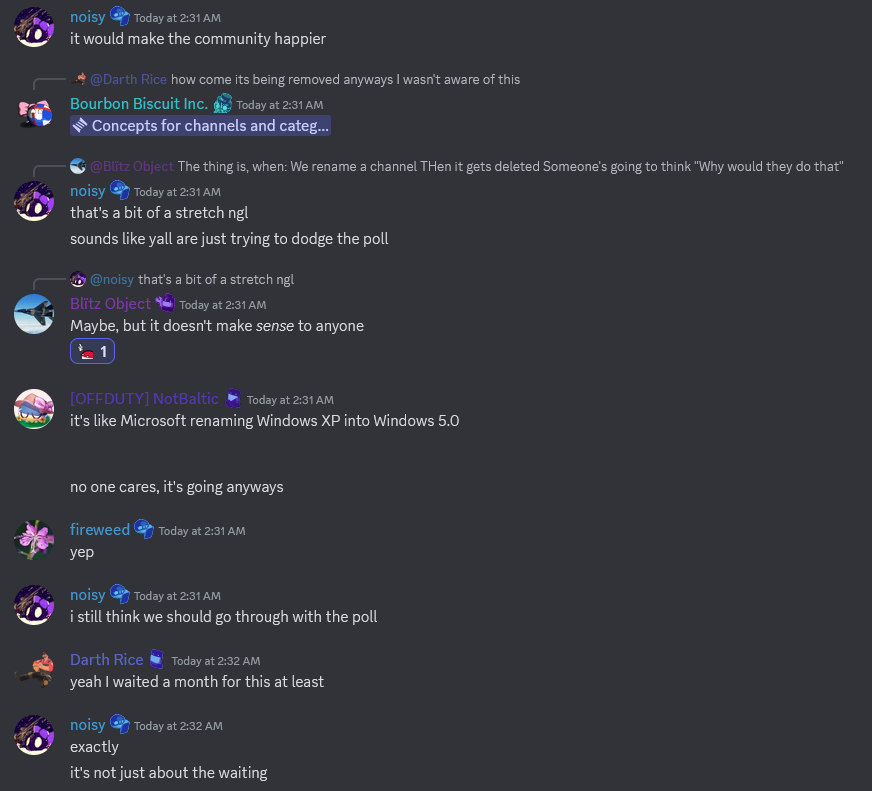 noisy Today at 2:31 AM
it would make the community happier
@Darth Rice how come its being removed anyways I wasn't aware of this
Bourbon Biscuit Inc. Today at 2:31 AM
Concepts for channels and categ...
@Blïtz Object The thing is, when: We rename a channel THen it gets deleted Someone's going to think "Why would they do that"
noisy Today at 2:31 AM
that's a bit of a stretch ngl
sounds like yall are just trying to dodge the poll
@noisy that's a bit of a stretch ngl
Blïtz Object Today at 2:31 AM
Maybe, but it doesn't make sense to anyone
1
[OFFDUTY] NotBaltic Today at 2:31 AM
it's like Microsoft renaming Windows XP into Windows 5.0
no one cares, it's going anyways
fireweed Today at 2:31 AM
yep
noisy Today at 2:31 AM
i still think we should go through with the poll
Darth Rice Today at 2:32 AM
yeah I waited a month for this at least
noisy Today at 2:32 AM
exactly
it's not just about the waiting